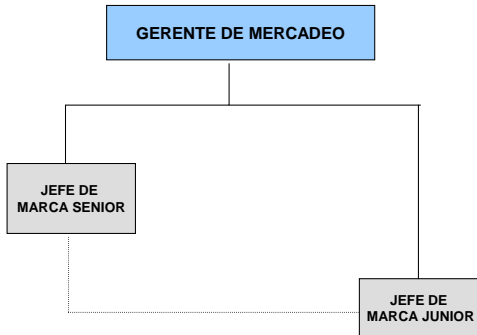 GERENTE DE MERCADEO
JEFE DE
MARCA SENIOR
JEFE DE
MARCA JUNIOR